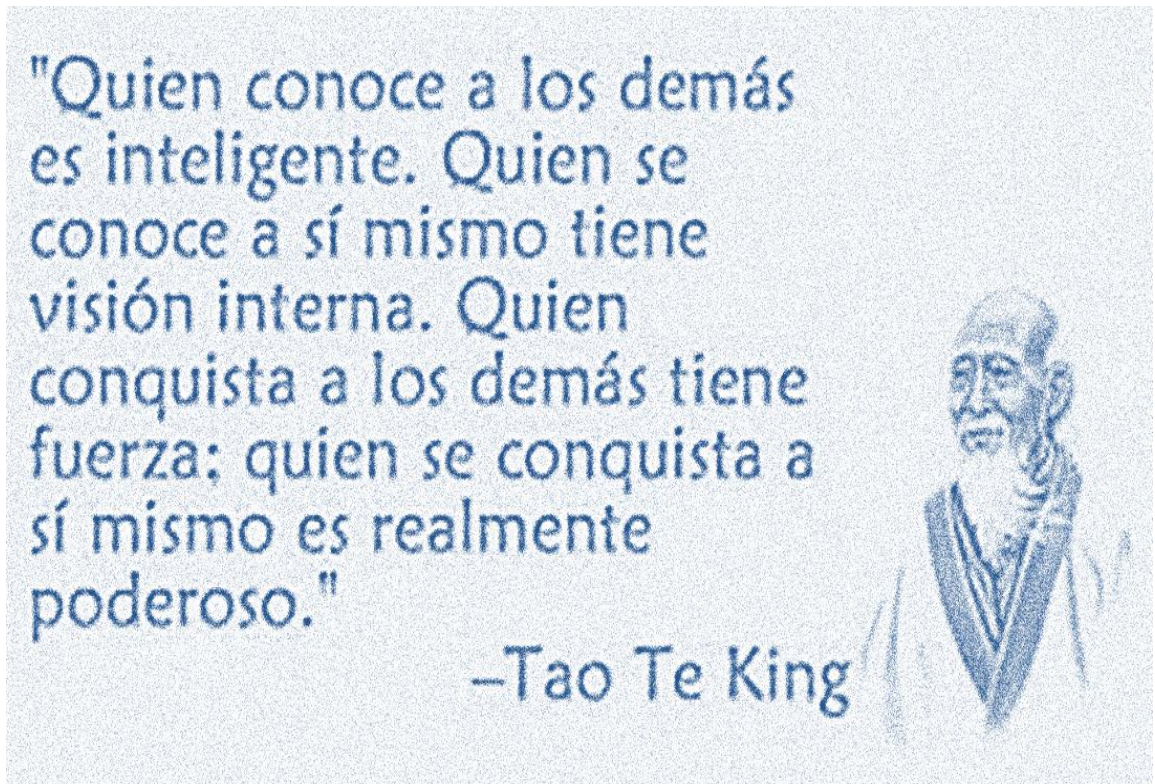 "Quien conoce a los demás
es inteligente. Quien se
conoce a sí mismo tiene
visión interna. Quien
conquista a los demás tiene
fuerza; quien se conquista a
sí mismo es realmente
poderoso."
–Tao Te King